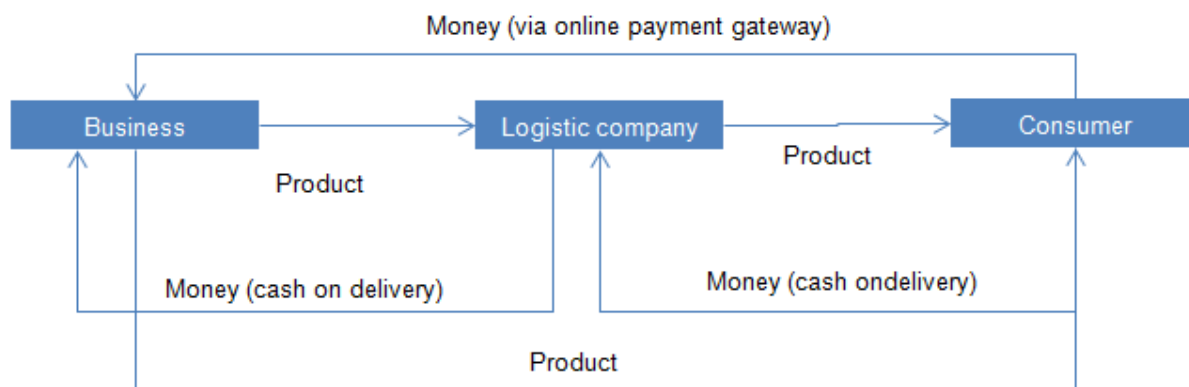 Money (via online payment gateway)
Business
Logistic company
Consumer
Product
Product
Money (cash on delivery)
Money (cash ondelivery)
Product